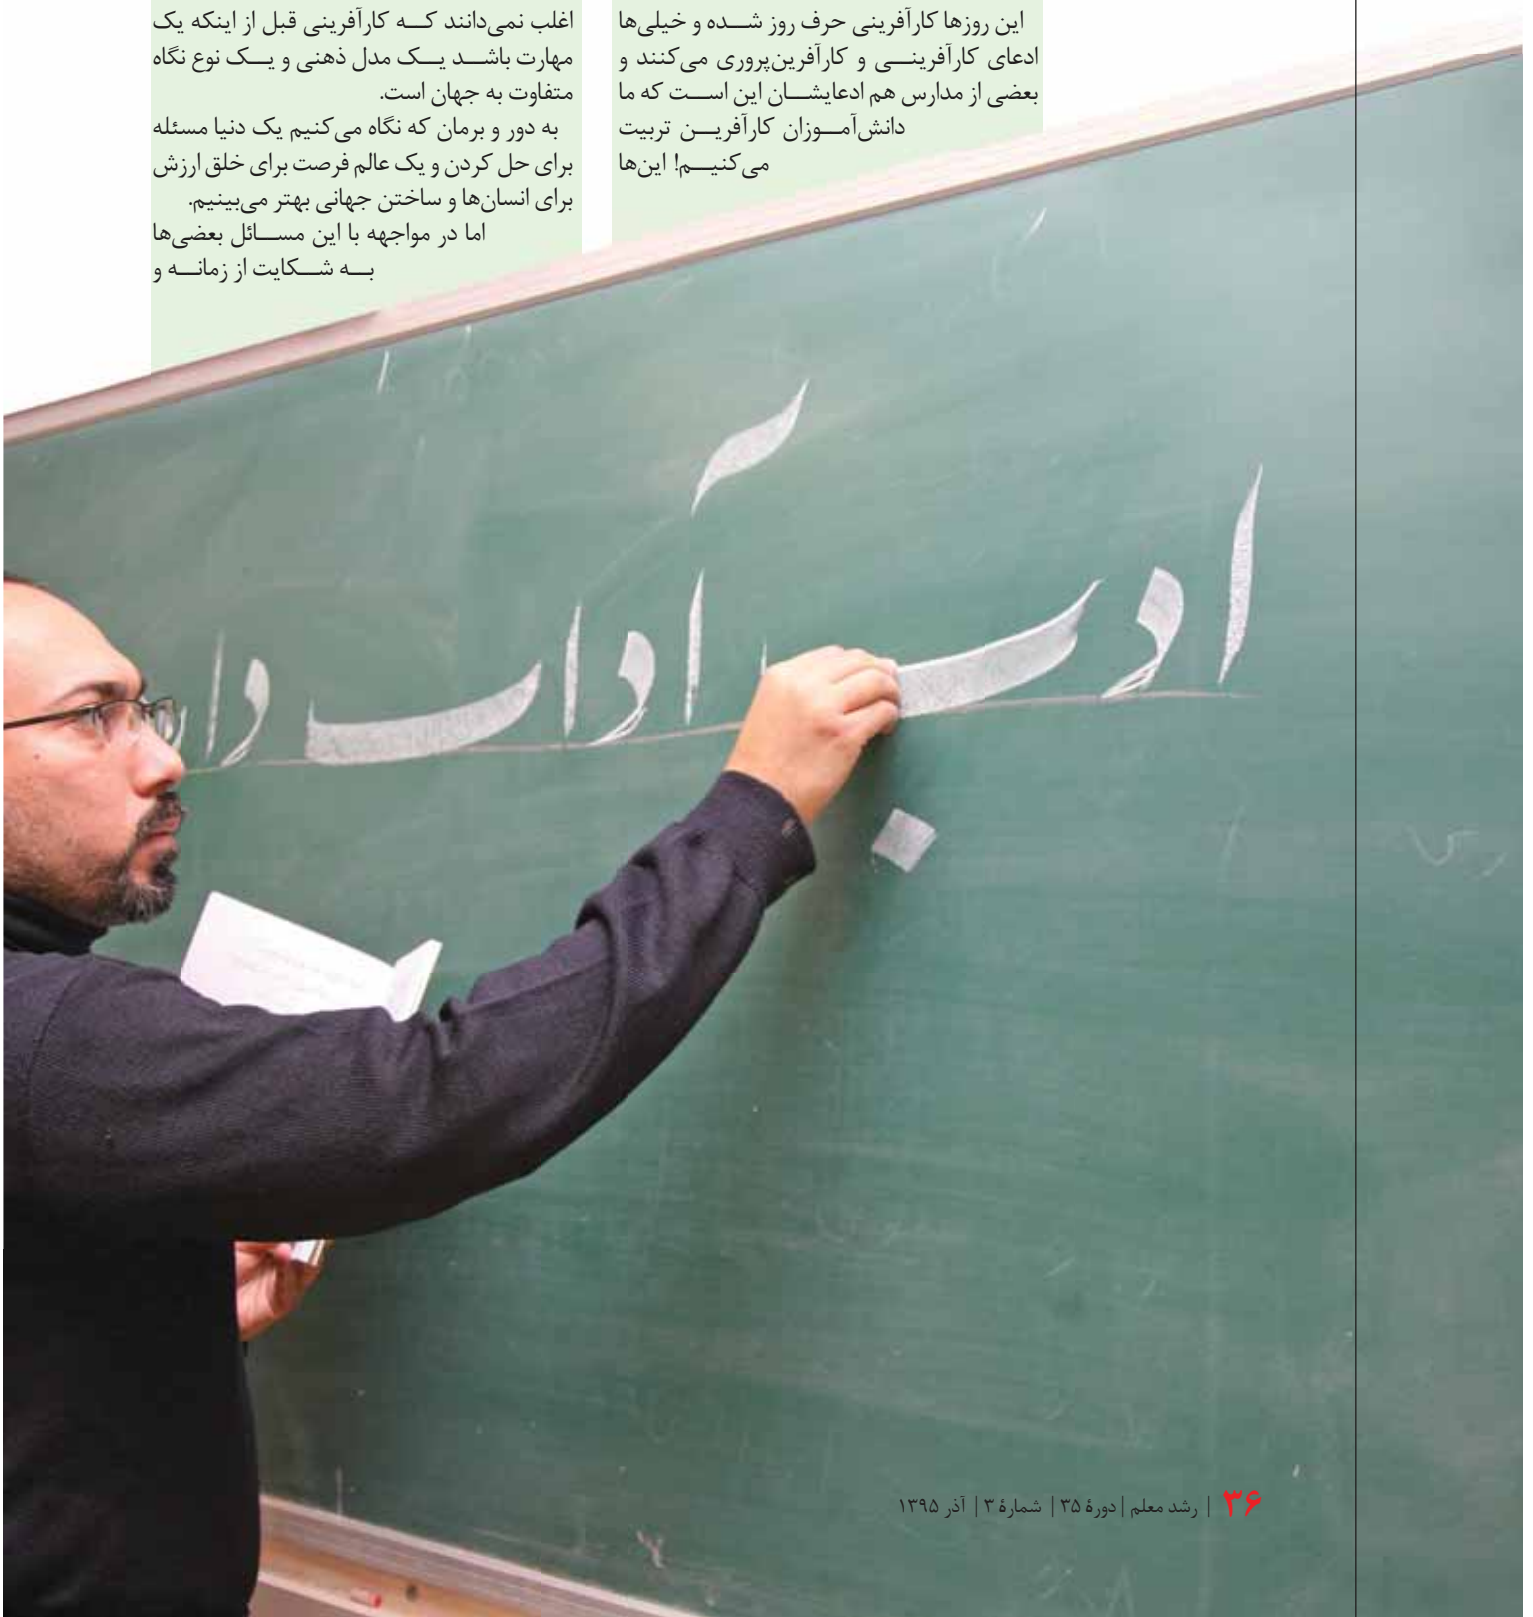 این روزها کارآفرینی حرف روز شده و خیلی‌ها
ادعای کارآفرینی و کارآفرین‌پروری می‌کنند و
بعضی از مدارس هم ادعایشان این است که ما
دانش‌آموزان کارآفرین تربیت
می‌کنیم! این‌ها
اغلب نمی‌دانند که کارآفرینی قبل از اینکه یک
مهارت باشد یک مدل ذهنی و یک نوع نگاه
متفاوت به جهان است.
به دور و برمان که نگاه می‌کنیم یک دنیا مسئله
برای حل کردن و یک عالم فرصت برای خلق ارزش
برای انسان‌ها و ساختن جهانی بهتر می‌بینیم.
اما در مواجهه با این مسائل بعضی‌ها
به شکایت از زمانه و
ادب آداب دا
۳۶ | رشد معلم | دورهٔ ۳۵ | شمارهٔ ۳ | آذر ۱۳۹۵